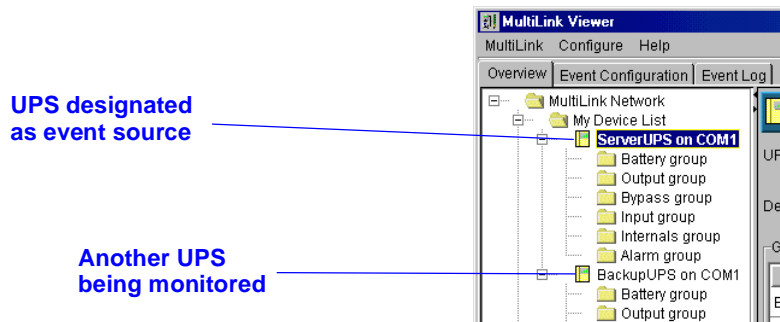 MultiLink Viewer
MultiLink Configure Help
Overview Event Configuration Event Log
MultiLink Network
My Device List
UPS designated
as event source
ServerUPS on COM1
Battery group
Output group
Bypass group
Input group
Internals group
Alarm group
Another UPS
being monitored
BackupUPS on COM1
Battery group
Output group